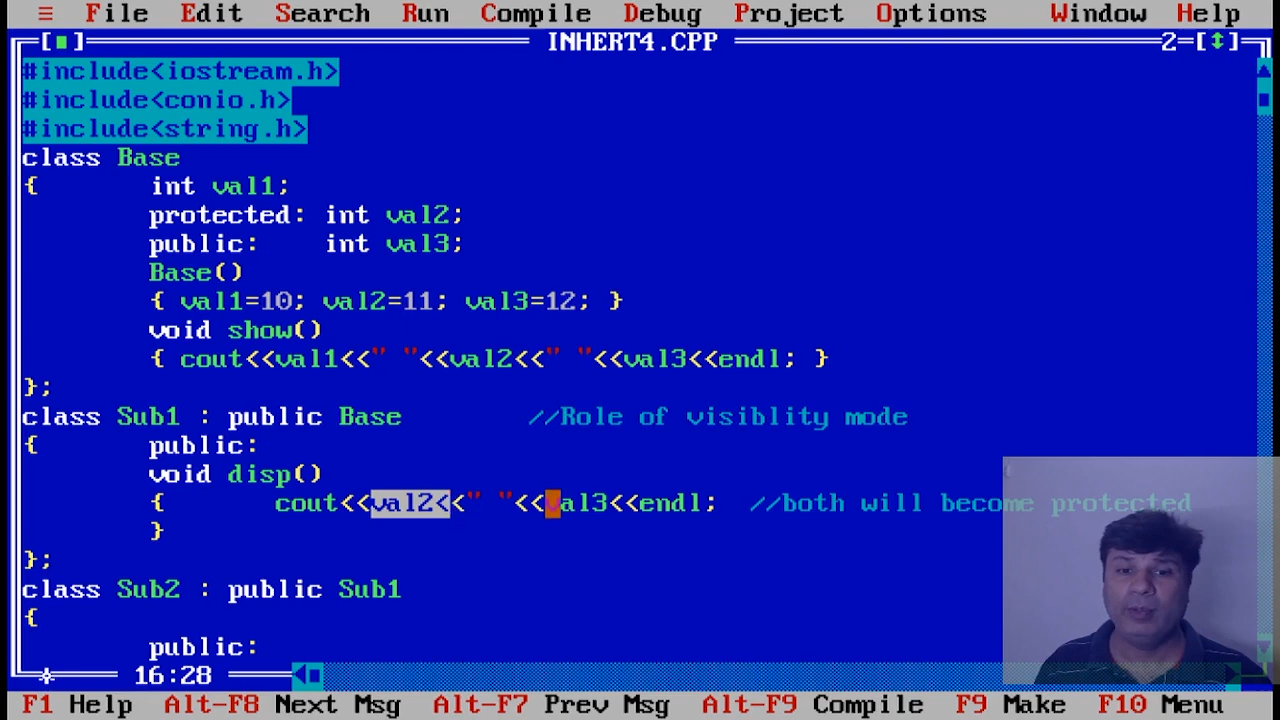 ≡ File Edit Search Run Compile Debug Project Options Window Help
[■] INHERT4.CPP 2=[↕]
#include<iostream.h>
#include<conio.h>
#include<string.h>
class Base
{ int val1;
protected: int val2;
public: int val3;
Base()
{ val1=10; val2=11; val3=12; }
void show()
{ cout<<val1<<" "<<val2<<" "<<val3<<endl; }
};
class Sub1 : public Base //Role of visiblity mode
{ public:
void disp()
{ cout<<val2<<" "<<val3<<endl; //both will become protected
}
};
class Sub2 : public Sub1
{
public:
16:28
F1 Help Alt-F8 Next Msg Alt-F7 Prev Msg Alt-F9 Compile F9 Make F10 Menu